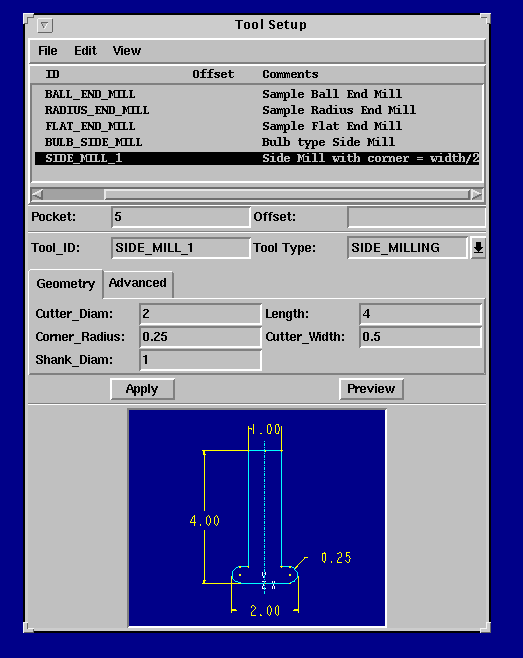 Tool Setup
File Edit View
ID Offset Comments
BALL_END_MILL Sample Ball End Mill
RADIUS_END_MILL Sample Radius End Mill
FLAT_END_MILL Sample Flat End Mill
BULB_SIDE_MILL Bulb type Side Mill
SIDE_MILL_1 Side Mill with corner = width/2
Pocket: 5 Offset:
Tool_ID: SIDE_MILL_1 Tool Type: SIDE_MILLING
Geometry Advanced
Cutter_Diam: 2 Length: 4
Corner_Radius: 0.25 Cutter_Width: 0.5
Shank_Diam: 1
Apply Preview
1.00
4.00
0.25
2.00